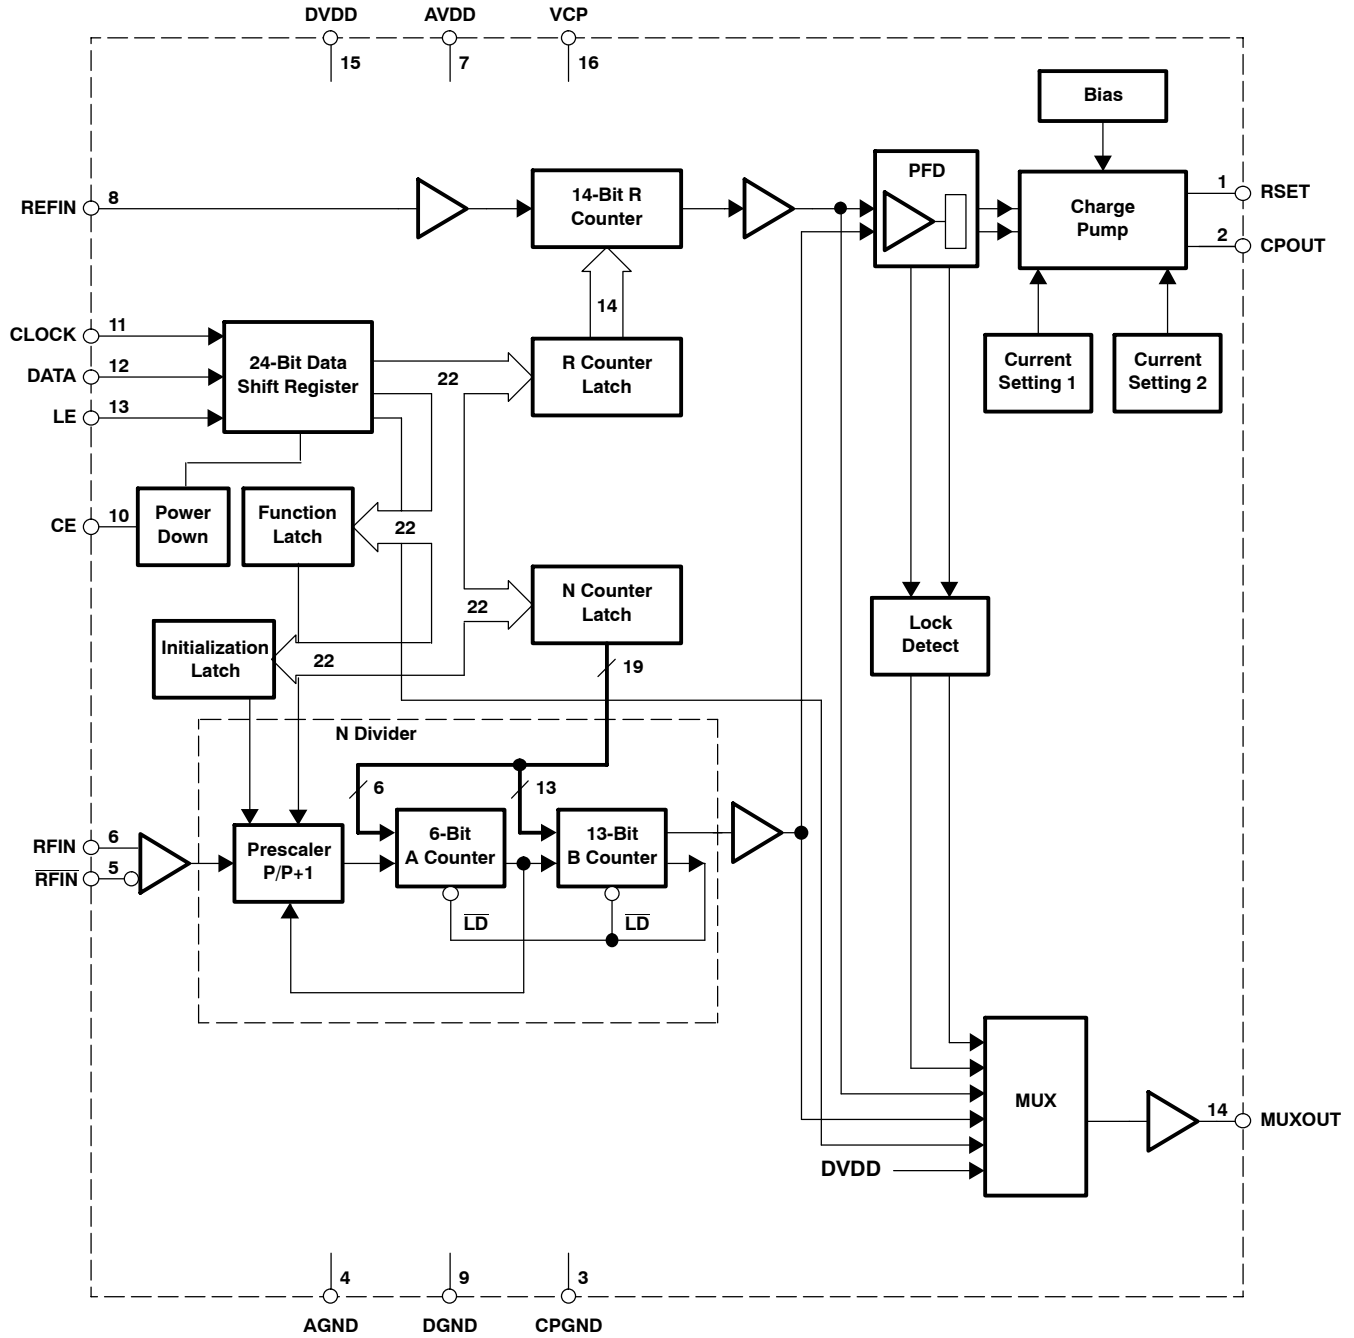 DVDD
AVDD
VCP
15
7
16
Bias
PFD
8
REFIN
14-Bit R
Counter
Charge
Pump
1
RSET
2
CPOUT
14
CLOCK
11
DATA
12
LE
13
24-Bit Data
Shift Register
22
R Counter
Latch
Current
Setting 1
Current
Setting 2
CE
10
Power
Down
Function
Latch
22
N Counter
Latch
22
Lock
Detect
Initialization
Latch
22
19
N Divider
6
13
RFIN
6
RFIN
5
Prescaler
P/P+1
6-Bit
A Counter
13-Bit
B Counter
LD
LD
MUX
14
MUXOUT
DVDD
4
9
3
AGND
DGND
CPGND